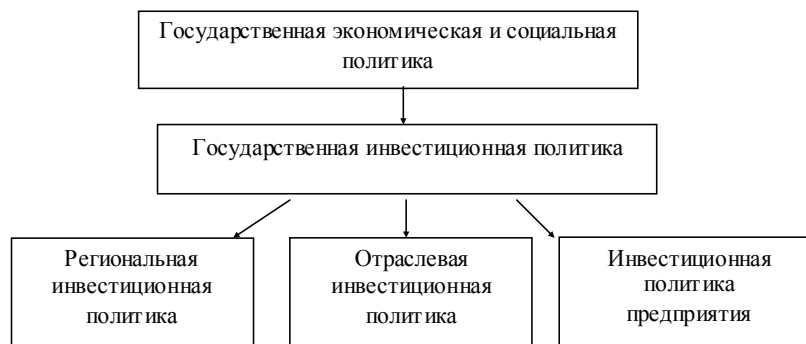 Государственная экономическая и социальная
политика
Государственная инвестиционная политика
Региональная
инвестиционная
политика
Отраслевая
инвестиционная
политика
Инвестиционная
политика
предприятия